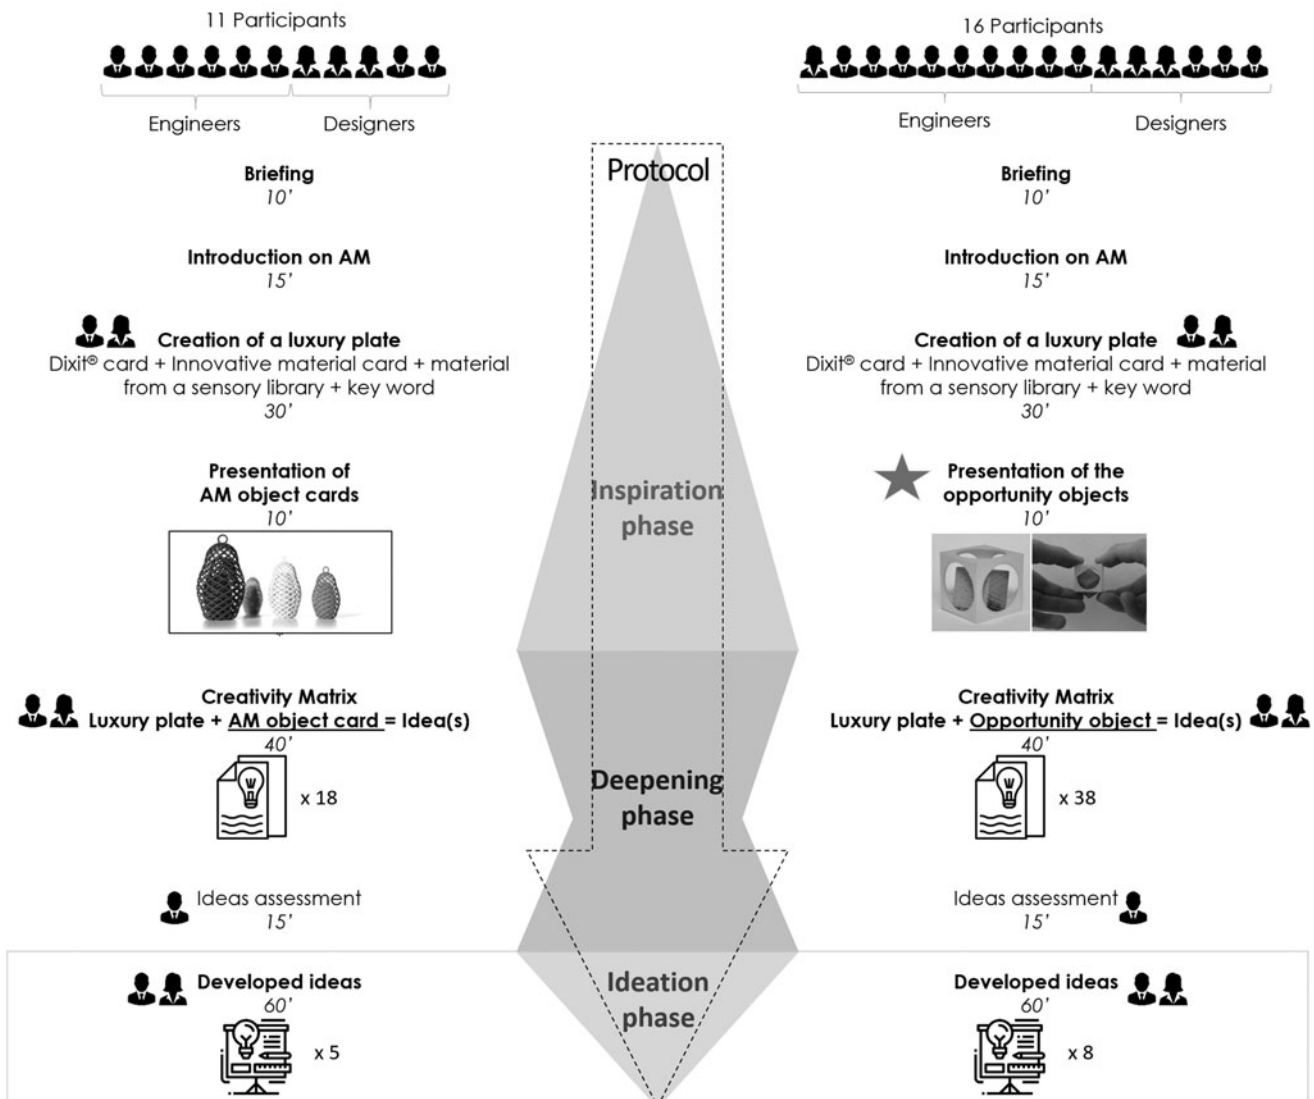 11 Participants
Engineers
Designers
Briefing
10’
Introduction on AM
15’
Creation of a luxury plate
Dixit® card + Innovative material card + material
from a sensory library + key word
30’
Presentation of
AM object cards
10’
Creativity Matrix
Luxury plate + AM object card = Idea(s)
40’
x 18
Ideas assessment
15’
Developed ideas
60’
x 5
Protocol
Inspiration
phase
Deepening
phase
Ideation
phase
16 Participants
Engineers
Designers
Briefing
10’
Introduction on AM
15’
Creation of a luxury plate
Dixit® card + Innovative material card + material
from a sensory library + key word
30’
Presentation of the
opportunity objects
10’
Creativity Matrix
Luxury plate + Opportunity object = Idea(s)
40’
x 38
Ideas assessment
15’
Developed ideas
60’
x 8